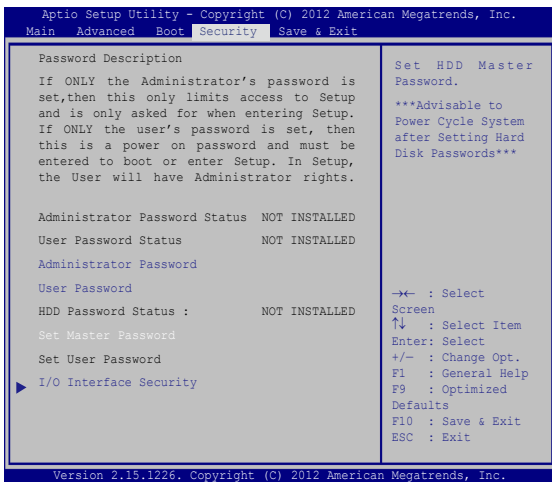 Aptio Setup Utility - Copyright (C) 2012 American Megatrends, Inc.
Main Advanced Boot Security Save & Exit
Password Description
If ONLY the Administrator's password is
set,then this only limits access to Setup
and is only asked for when entering Setup.
If ONLY the user's password is set, then
this is a power on password and must be
entered to boot or enter Setup. In Setup,
the User will have Administrator rights.
Administrator Password Status NOT INSTALLED
User Password Status NOT INSTALLED
Administrator Password
User Password
HDD Password Status : NOT INSTALLED
Set Master Password
Set User Password
I/O Interface Security
Set HDD Master
Password.
***Advisable to
Power Cycle System
after Setting Hard
Disk Passwords***
→← : Select
Screen
↑↓ : Select Item
Enter: Select
+/— : Change Opt.
F1 : General Help
F9 : Optimized
Defaults
F10 : Save & Exit
ESC : Exit
Version 2.15.1226. Copyright (C) 2012 American Megatrends, Inc.